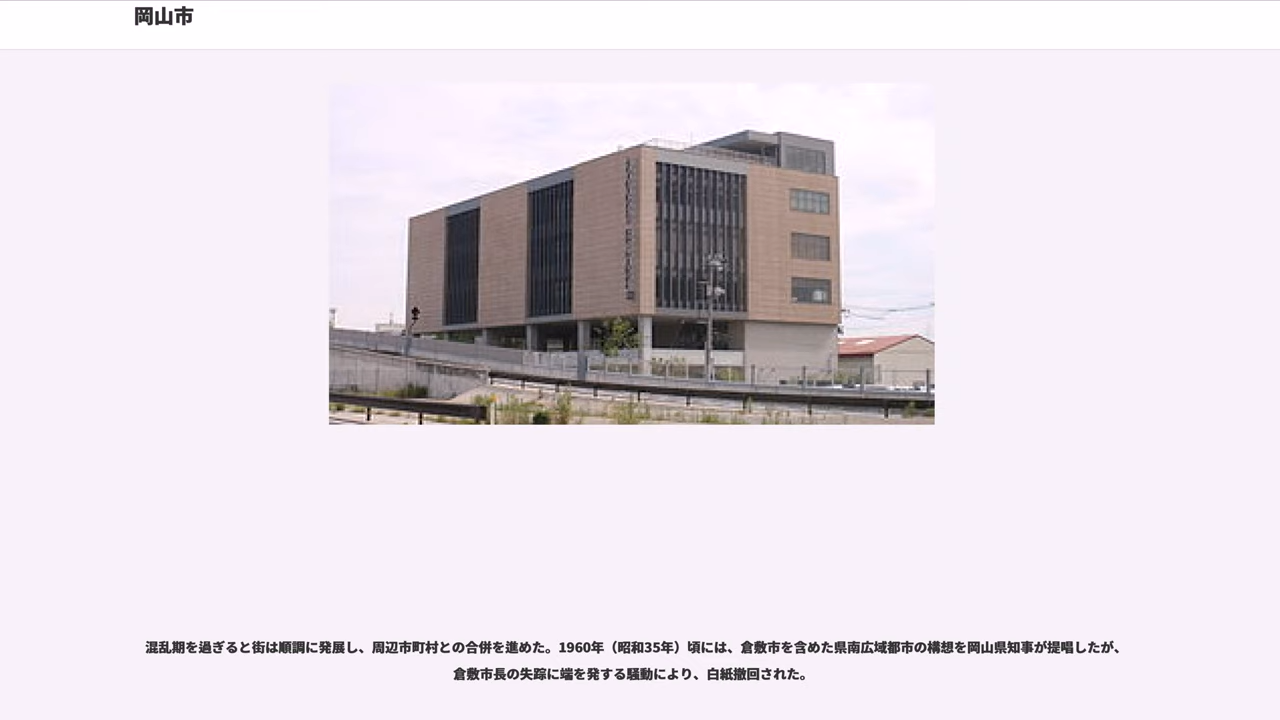 岡山市
混乱期を過ぎると街は順調に発展し、周辺市町村との合併を進めた。1960年（昭和35年）頃には、倉敷市を含めた県南広域都市の構想を岡山県知事が提唱したが、
倉敷市長の失踪に端を発する騒動により、白紙撤回された。